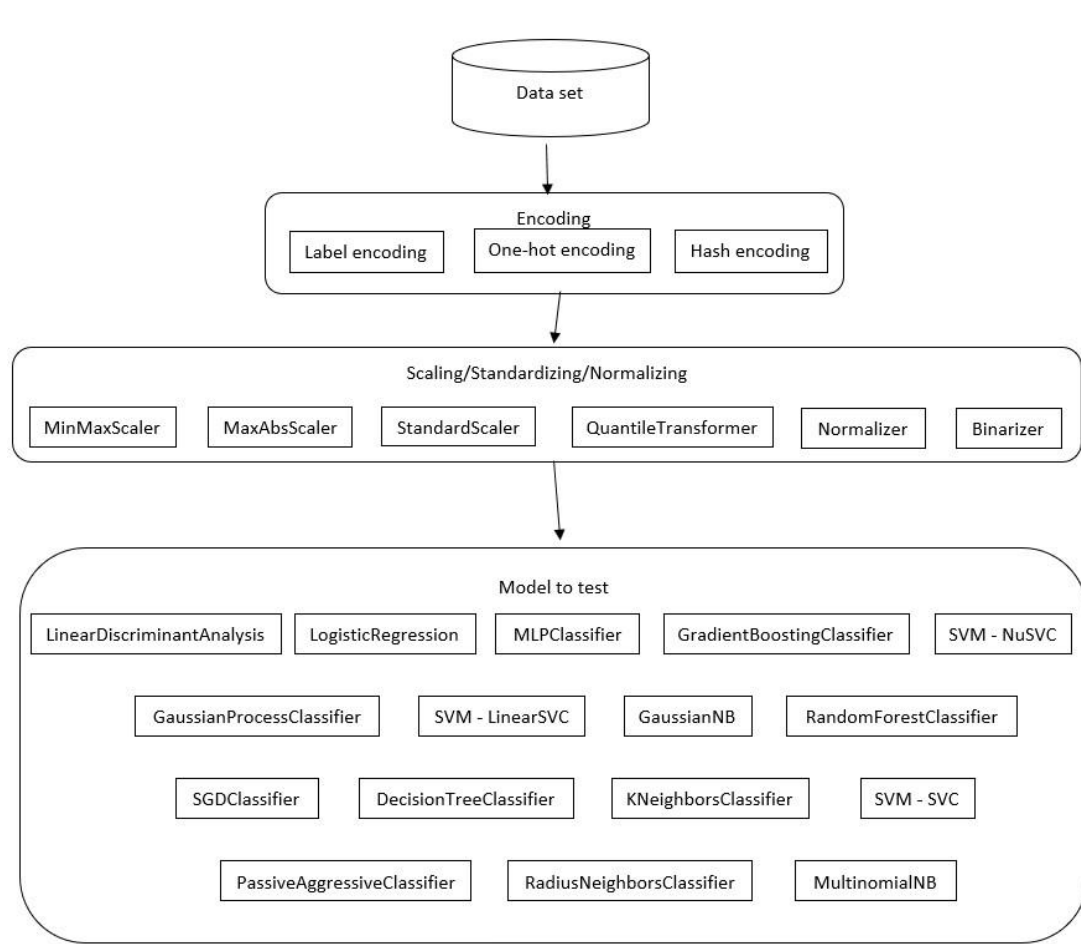 Data set
Encoding
Label encoding
One-hot encoding
Hash encoding
Scaling/Standardizing/Normalizing
MinMaxScaler
MaxAbsScaler
StandardScaler
QuantileTransformer
Normalizer
Binarizer
Model to test
LinearDiscriminantAnalysis
LogisticRegression
MLPClassifier
GradientBoostingClassifier
SVM - NuSVC
GaussianProcessClassifier
SVM - LinearSVC
GaussianNB
RandomForestClassifier
SGDClassifier
DecisionTreeClassifier
KNeighborsClassifier
SVM - SVC
PassiveAggressiveClassifier
RadiusNeighborsClassifier
MultinomialNB